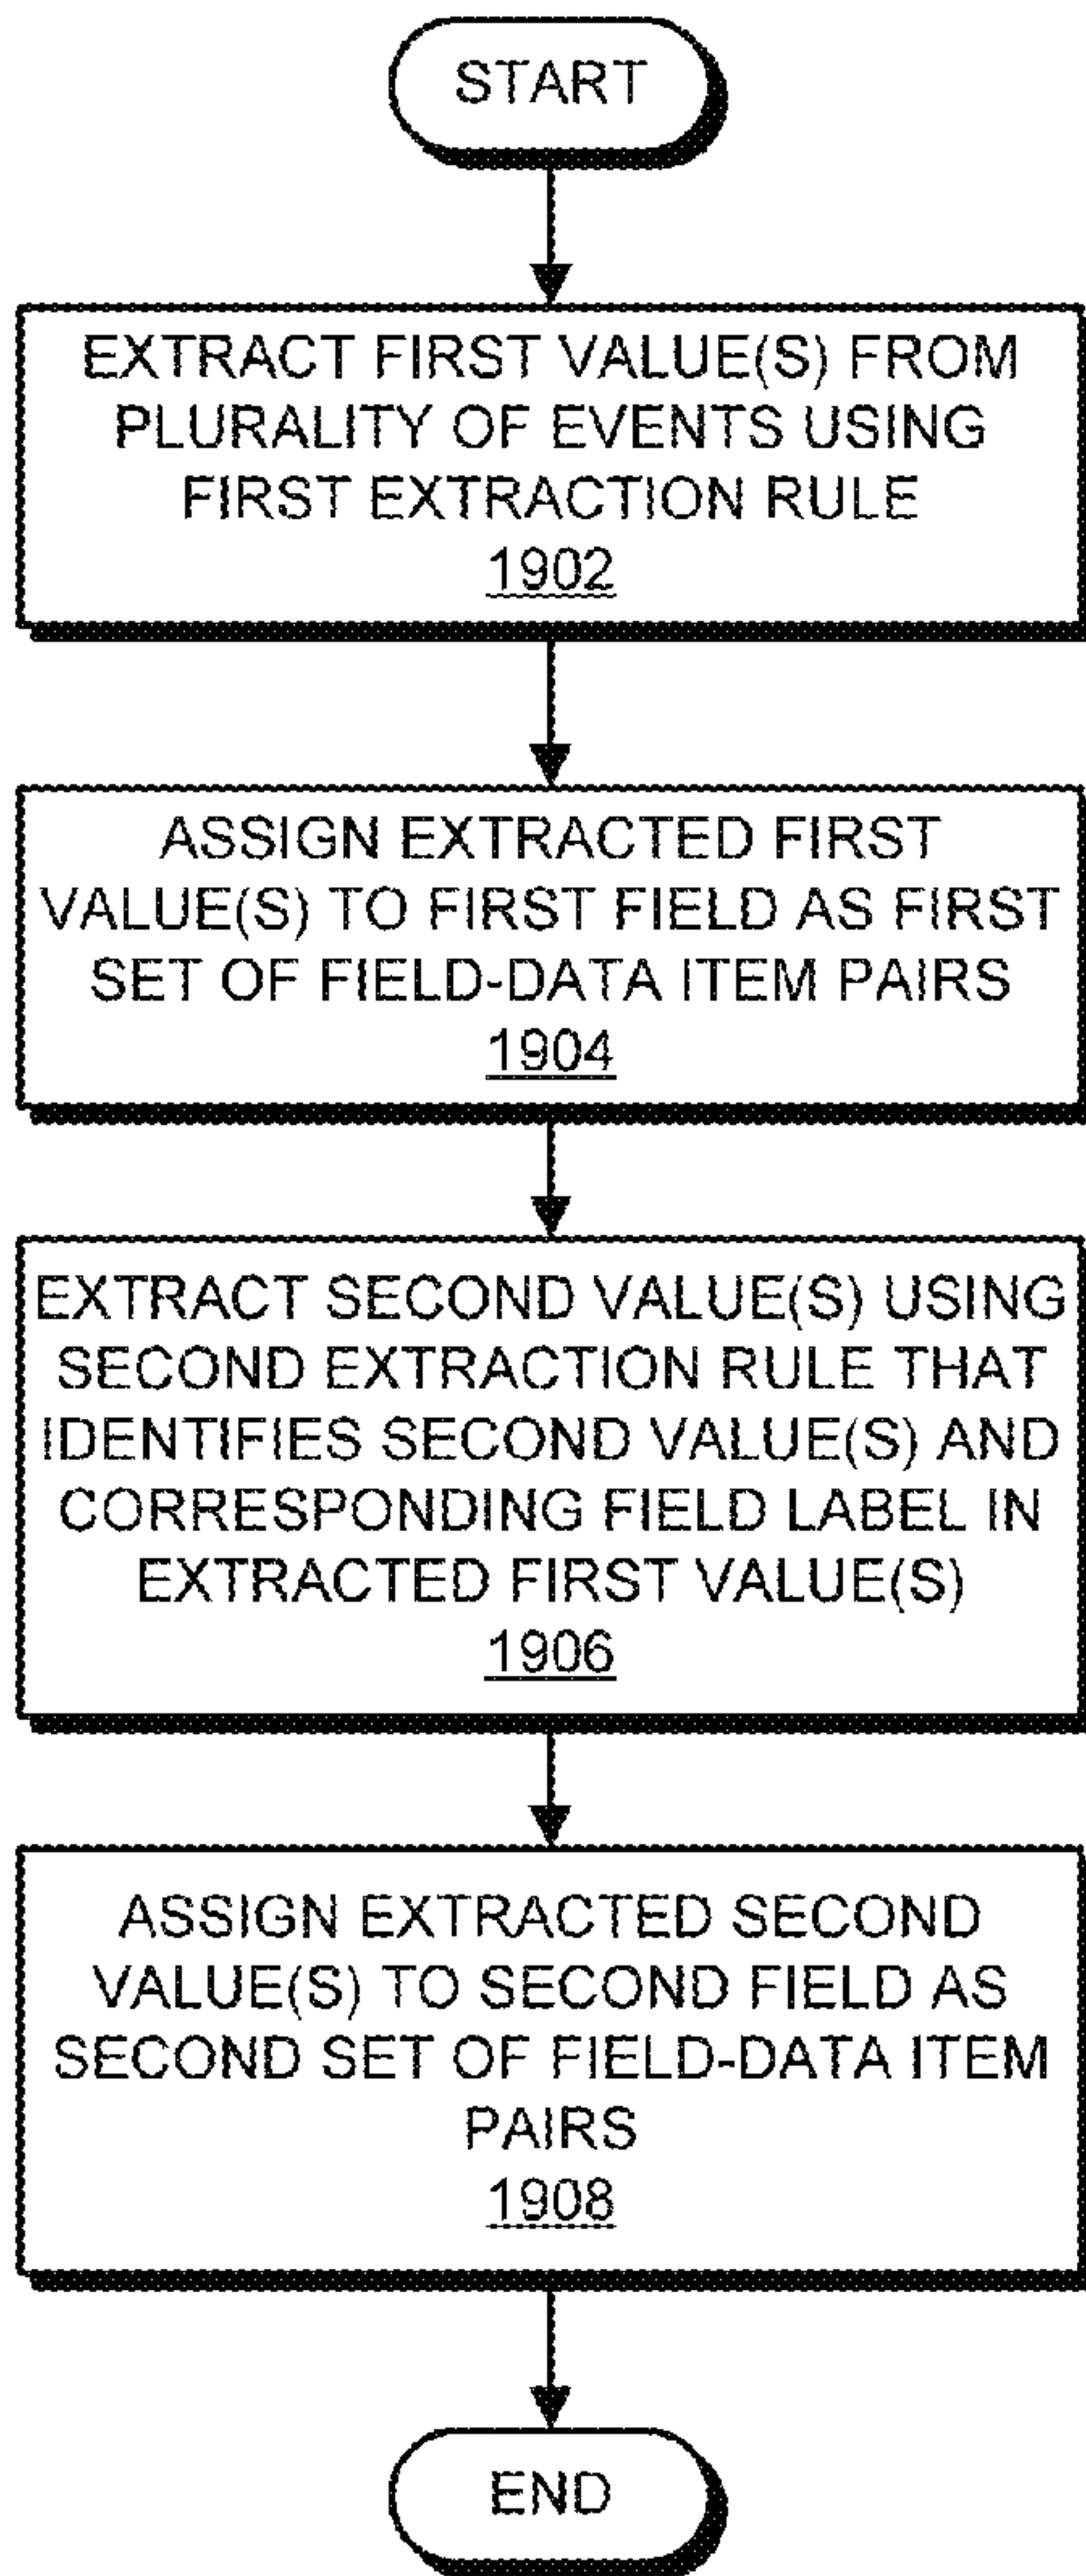 START
EXTRACT FIRST VALUE(S) FROM
PLURALITY OF EVENTS USING
FIRST EXTRACTION RULE
1902
ASSIGN EXTRACTED FIRST
VALUE(S) TO FIRST FIELD AS FIRST
SET OF FIELD-DATA ITEM PAIRS
1904
EXTRACT SECOND VALUE(S) USING
SECOND EXTRACTION RULE THAT
IDENTIFIES SECOND VALUE(S) AND
CORRESPONDING FIELD LABEL IN
EXTRACTED FIRST VALUE(S)
1906
ASSIGN EXTRACTED SECOND
VALUE(S) TO SECOND FIELD AS
SECOND SET OF FIELD-DATA ITEM
PAIRS
1908
END